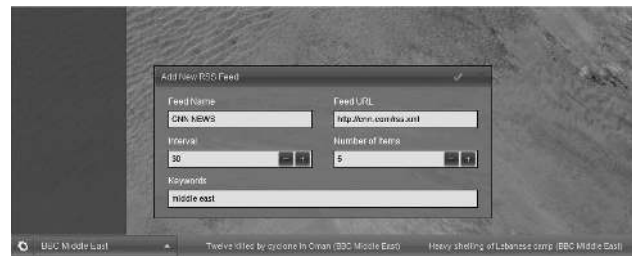 Add New RSS Feed
Feed Name
Feed URL
CNN NEWS
http://cnn.com/rss.xml
Interval
Number of Items
30
5
Keywords
middle east
BBC Middle East
Twelve killed by cyclone in Oman (BBC Middle East)
Heavy shelling of Lebanese camp (BBC Middle East)